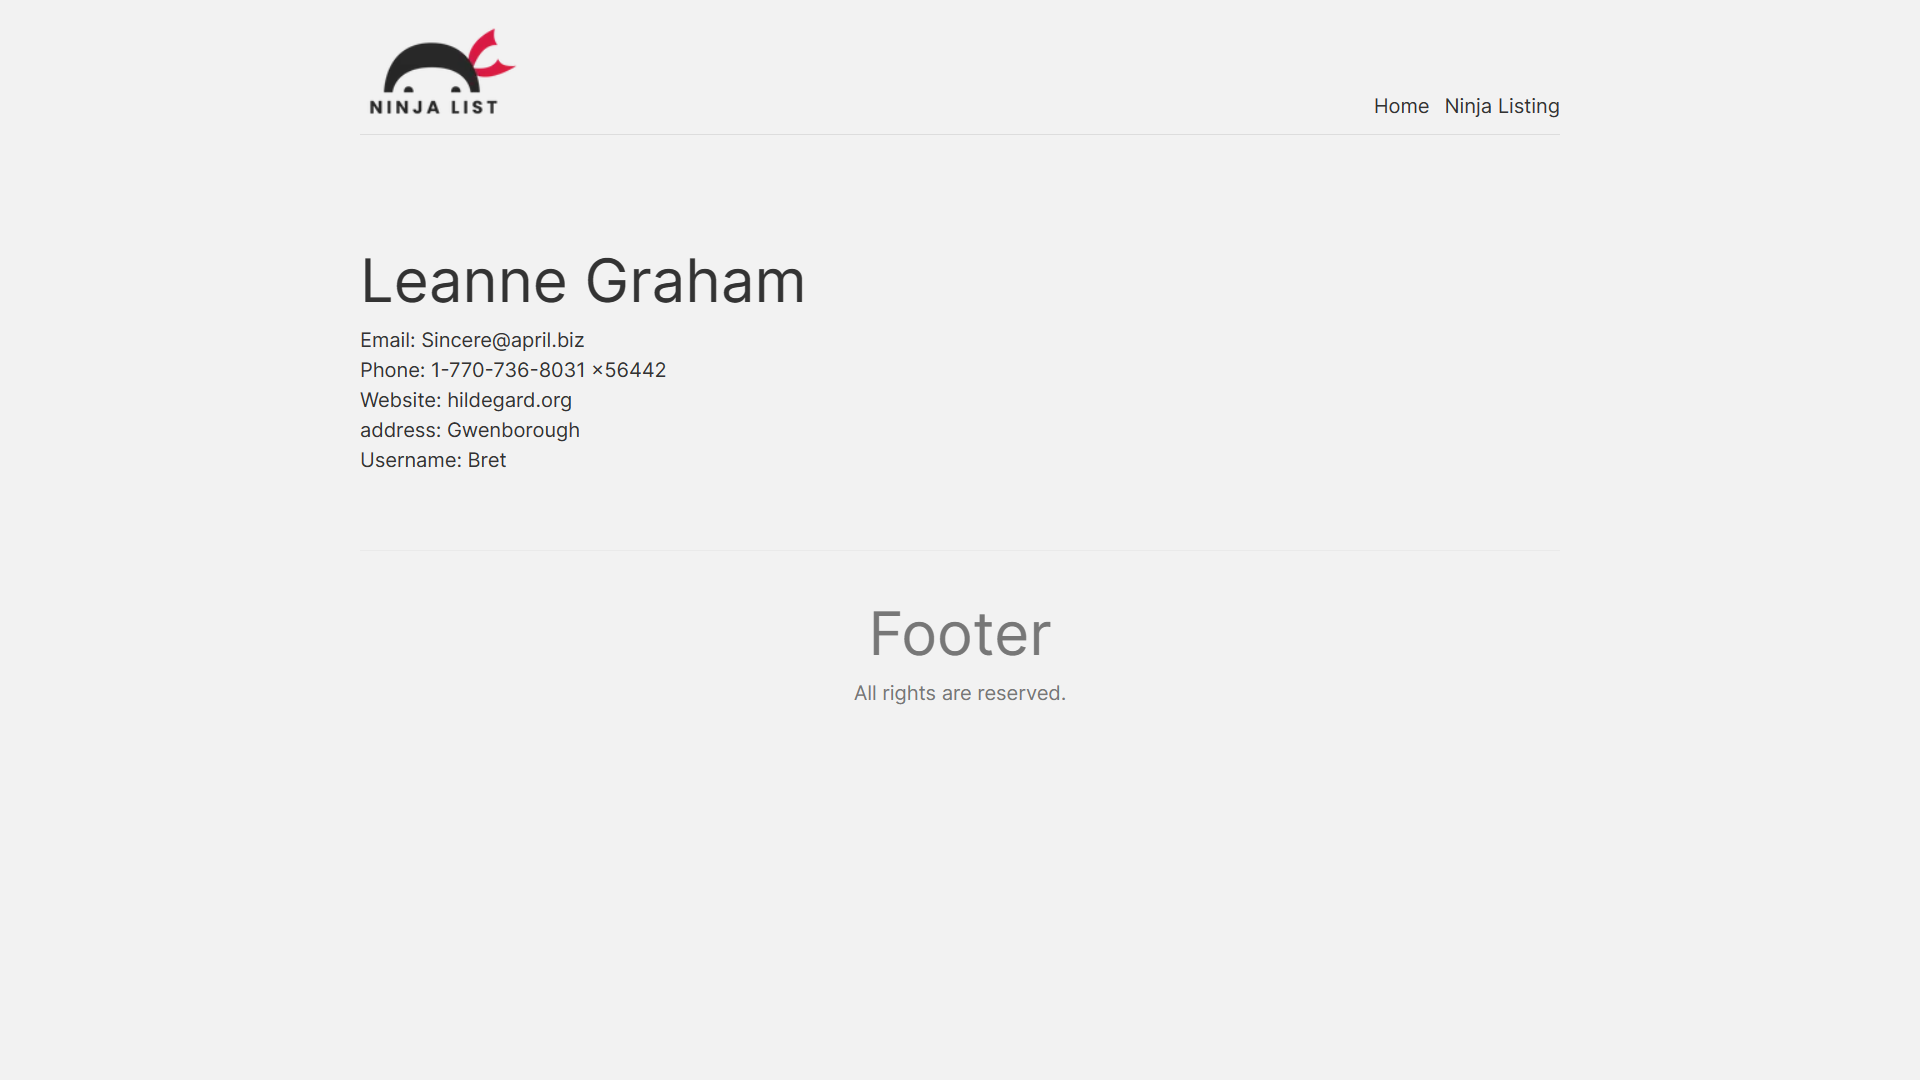 NINJA LIST
Home Ninja Listing
Leanne Graham
Email: Sincere@april.biz
Phone: 1-770-736-8031 x56442
Website: hildegard.org
address: Gwenborough
Username: Bret
Footer
All rights are reserved.